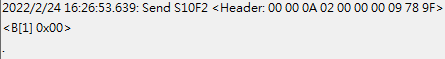 2022/2/24 16:26:53.639: Send S10F2 <Header: 00 00 0A 02 00 00 00 09 78 9F>
<B[1] 0x00>
.